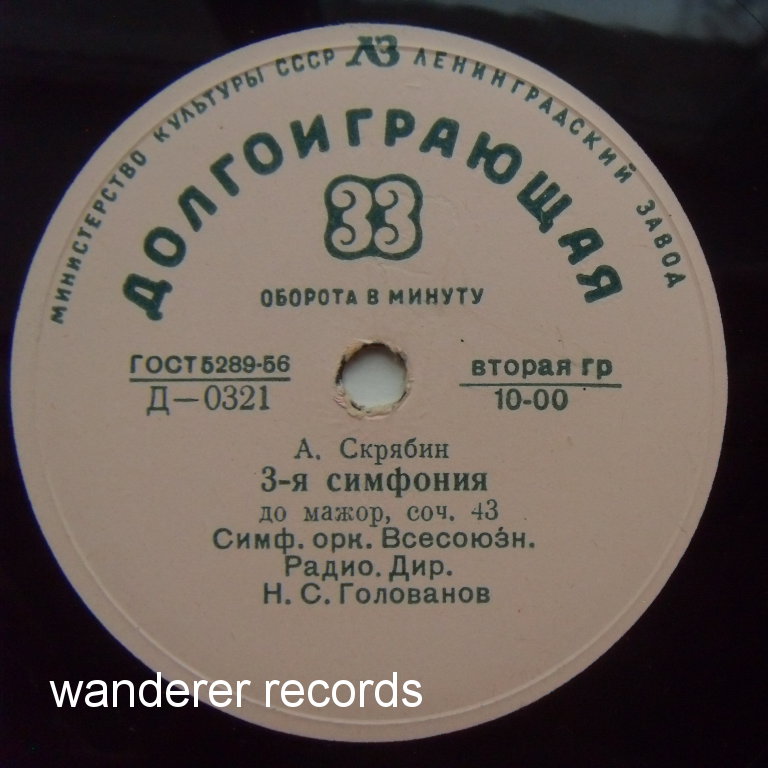 МИНИСТЕРСТВО КУЛЬТУРЫ СССР ЛЗ ЛЕНИНГРАДСКИЙ ЗАВОД
ДОЛГОИГРАЮЩАЯ
33
ОБОРОТА В МИНУТУ
ГОСТ 5289-56
Д—0321
вторая гр
10-00
А. Скрябин
3-я симфония
до мажор, соч. 43
Симф. орк. Всесоюзн.
Радио. Дир.
Н. С. Голованов
wanderer records